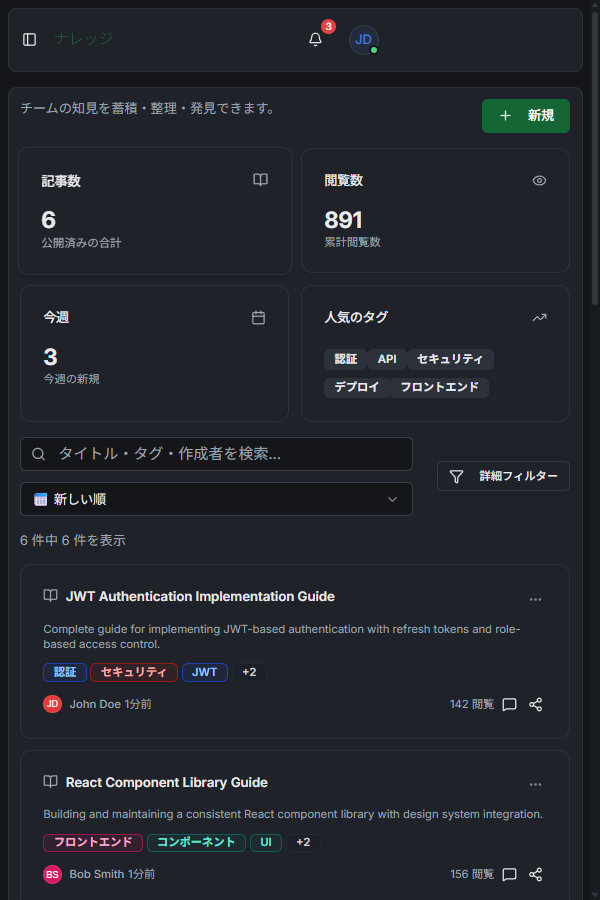 ナレッジ
3
JD
チームの知見を蓄積・整理・発見できます。
新規
記事数
6
公開済みの合計
閲覧数
891
累計閲覧数
今週
3
今週の新規
人気のタグ
認証 API セキュリティ
デプロイ フロントエンド
タイトル・タグ・作成者を検索...
詳細フィルター
新しい順
6 件中 6 件を表示
JWT Authentication Implementation Guide
Complete guide for implementing JWT-based authentication with refresh tokens and role-
based access control.
認証 セキュリティ JWT +2
JD John Doe 1分前 142 閲覧
React Component Library Guide
Building and maintaining a consistent React component library with design system integration.
フロントエンド コンポーネント UI +2
BS Bob Smith 1分前 156 閲覧